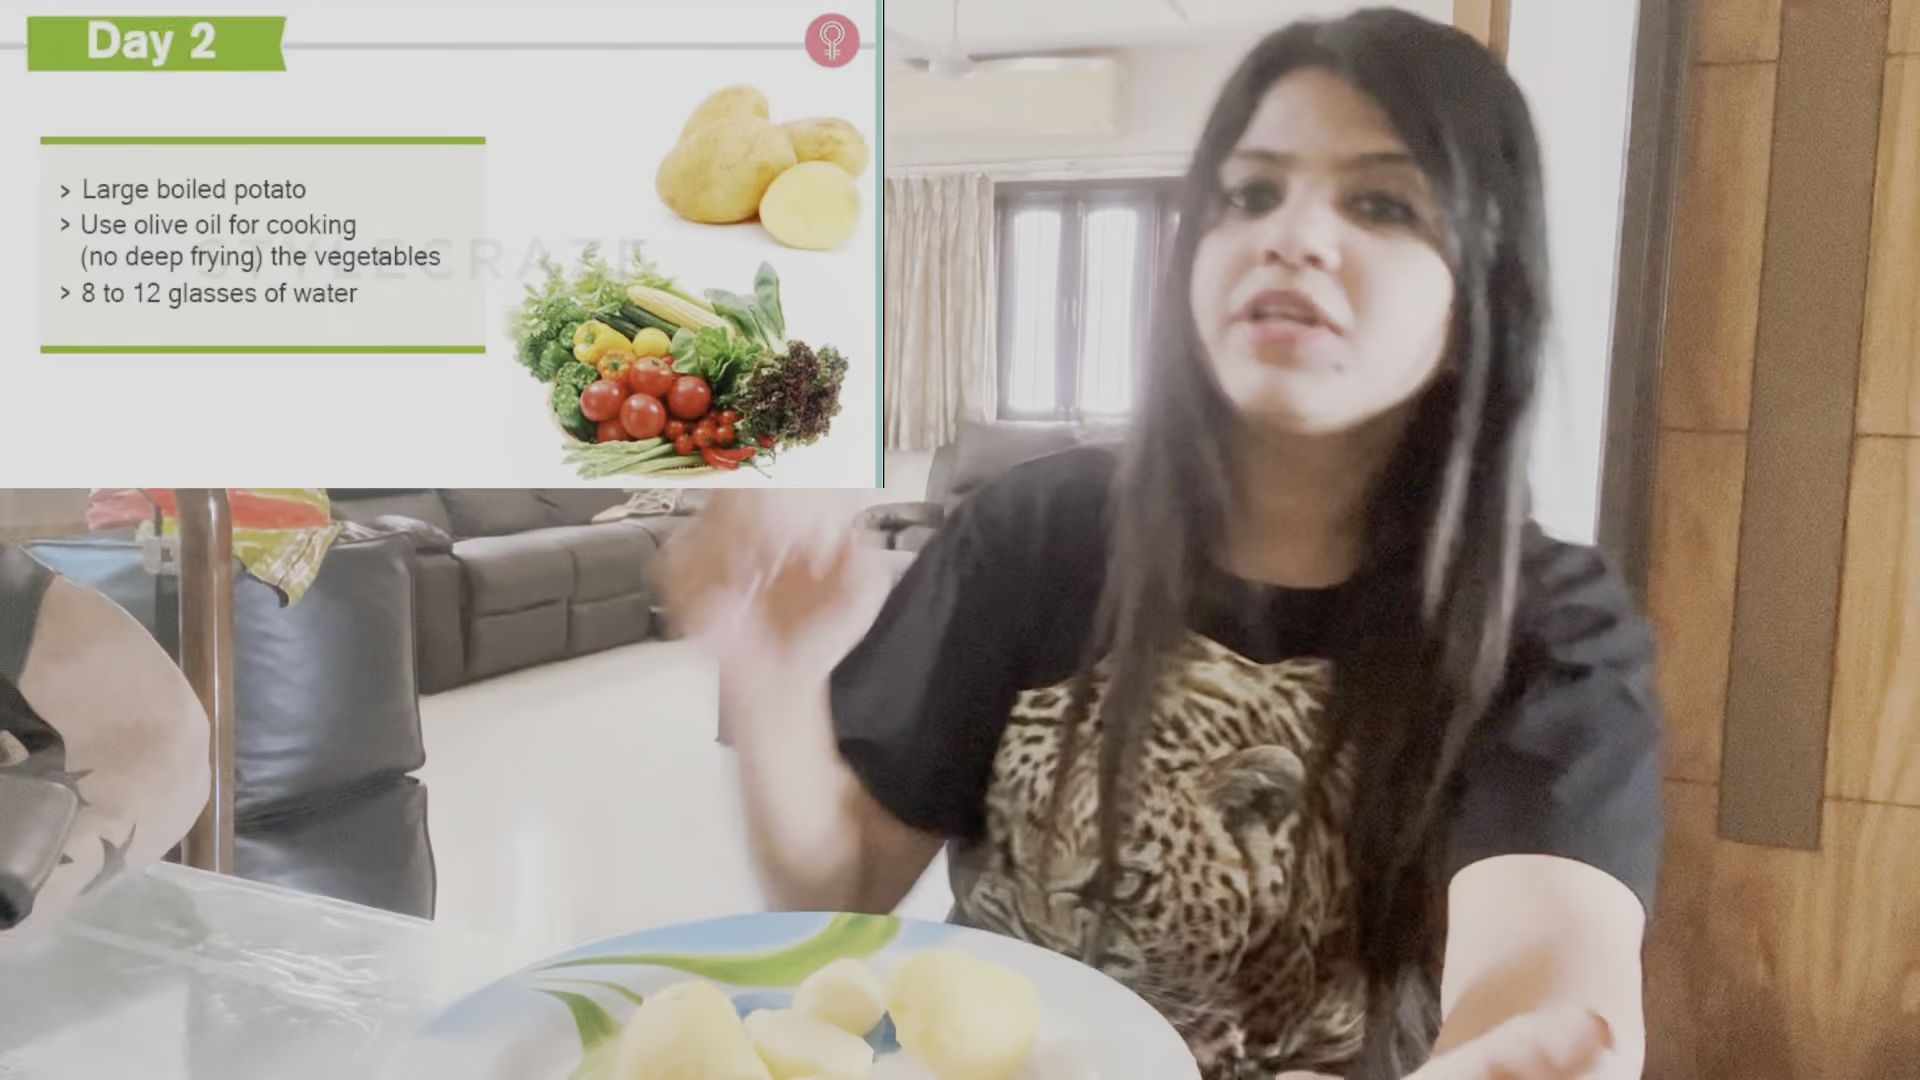 Day 2
> Large boiled potato
> Use olive oil for cooking
(no deep frying) the vegetables
> 8 to 12 glasses of water
STYLECRAZE